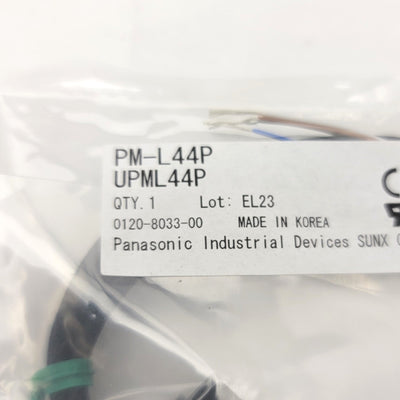 PM-L44P
UPML44P
QTY.1 Lot: EL23
0120-8033-00 MADE IN KOREA
Panasonic Industrial Devices SUNX